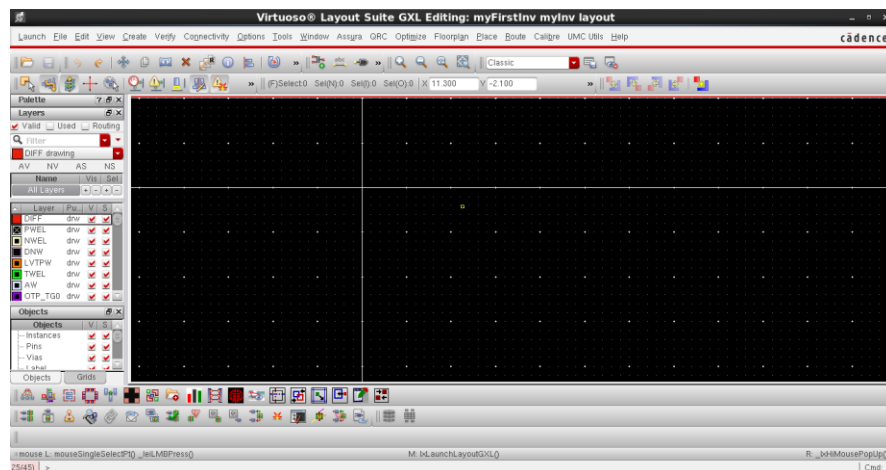 Virtuoso® Layout Suite GXL Editing: myFirstInv myInv layout
Launch File Edit View Create Verify Connectivity Options Tools Window Assura QRC Optimize Floorplan Place Route Calibre UMC Utils Help
cādence
» » Classic
» (F)Select:0 Sel(N):0 Sel(I):0 Sel(O):0 X 11.300 Y -2.100 »
Palette ? ×
Layers
Valid Used Routing
Filter
DIFF drawing
AV NV AS NS
Name Vis Sel
All Layers + - + -
Layer Pu.. V S
DIFF drw
PWEL drw
NWEL drw
DNW drw
LVTPW drw
TWEL drw
AW drw
OTP_TG0 drw
Objects
Objects V S
Instances
Pins
Vias
Label
Objects Grids
mouse L: mouseSingleSelectPt() _leiLMBPress() M: lxLaunchLayoutGXL() R: _lxHiMousePopUp()
25(45) > Cmd: